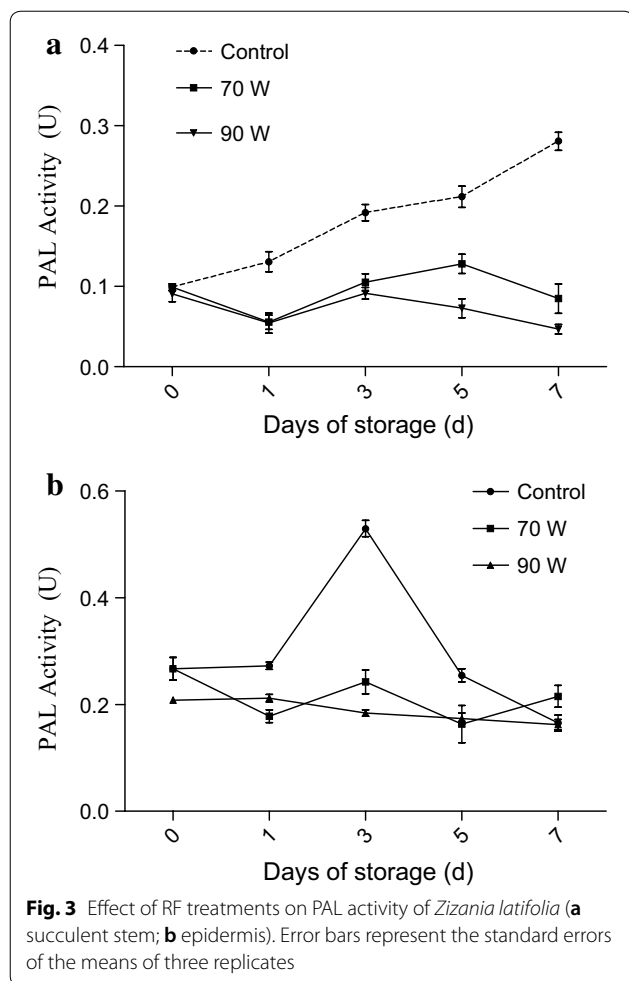 a
Control
70 W
90 W
0.4
0.3
0.2
0.1
0.0
PAL Activity (U)
0 1 3 5 7
Days of storage (d)
b
Control
70 W
90 W
0.6
0.4
0.2
0.0
PAL Activity (U)
0 1 3 5 7
Days of storage (d)
Fig. 3 Effect of RF treatments on PAL activity of Zizania latifolia (a
succulent stem; b epidermis). Error bars represent the standard errors
of the means of three replicates